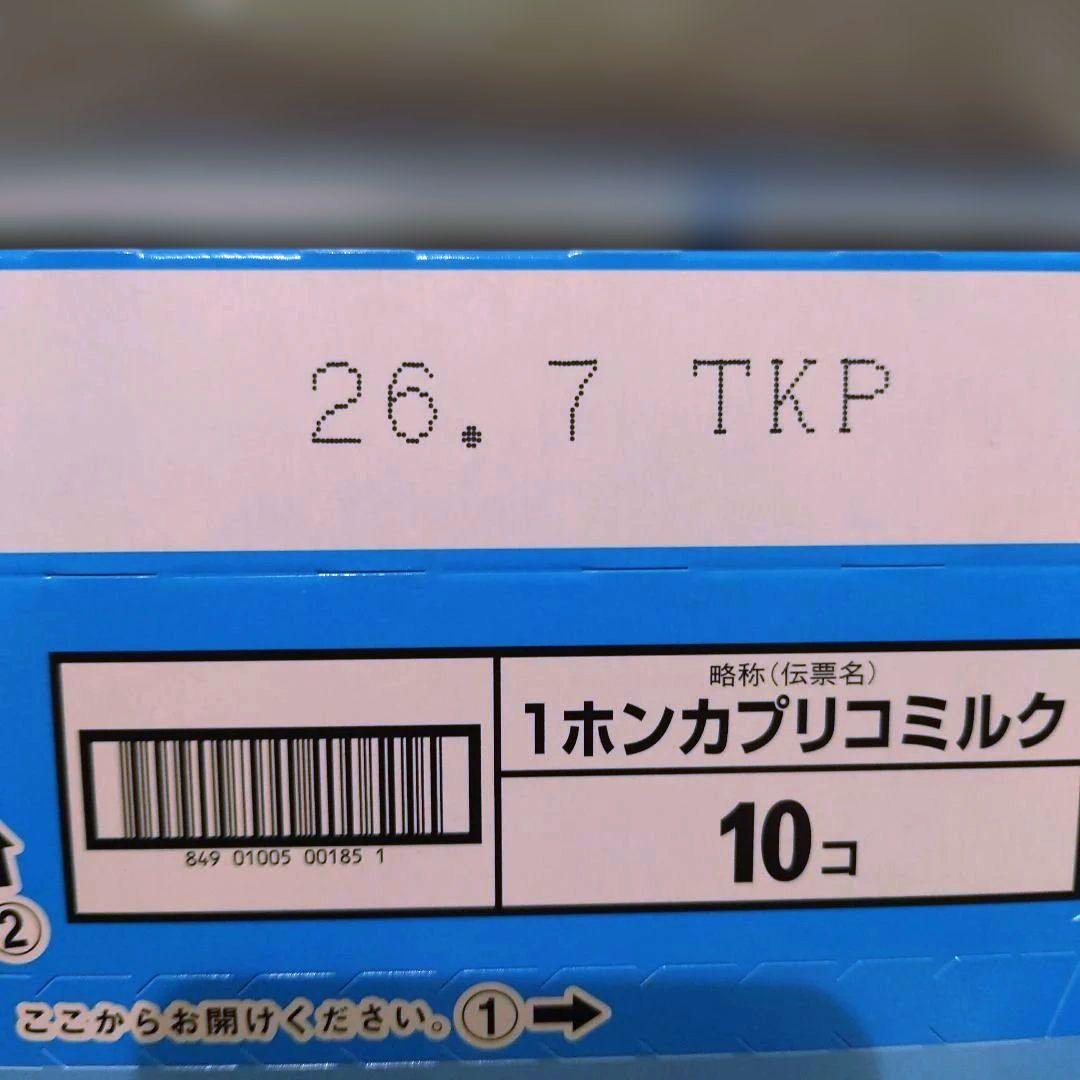 26. 7 TKP
略称(伝票名)
1ホンカプリコミルク
10コ
849 01005 00185 1
②
ここからお開けください。①